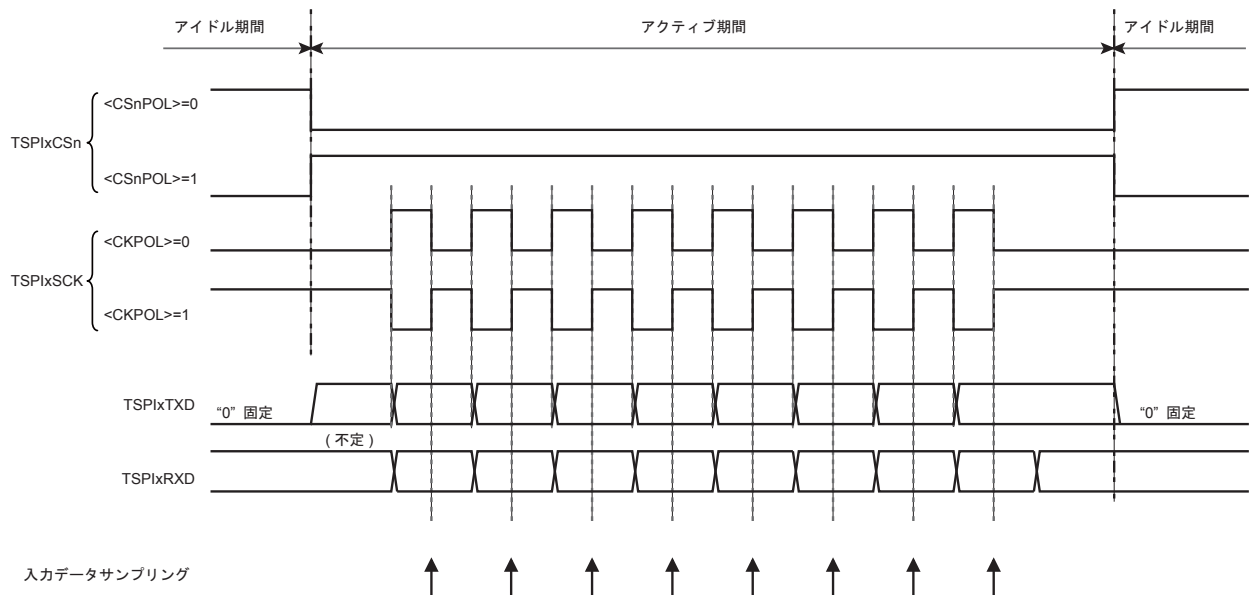 アイドル期間
アクティブ期間
アイドル期間
<CSnPOL>=0
TSPIxCSn
<CSnPOL>=1
<CKPOL>=0
TSPIxSCK
<CKPOL>=1
TSPIxTXD
“0” 固定
“0” 固定
( 不定 )
TSPIxRXD
入力データサンプリング